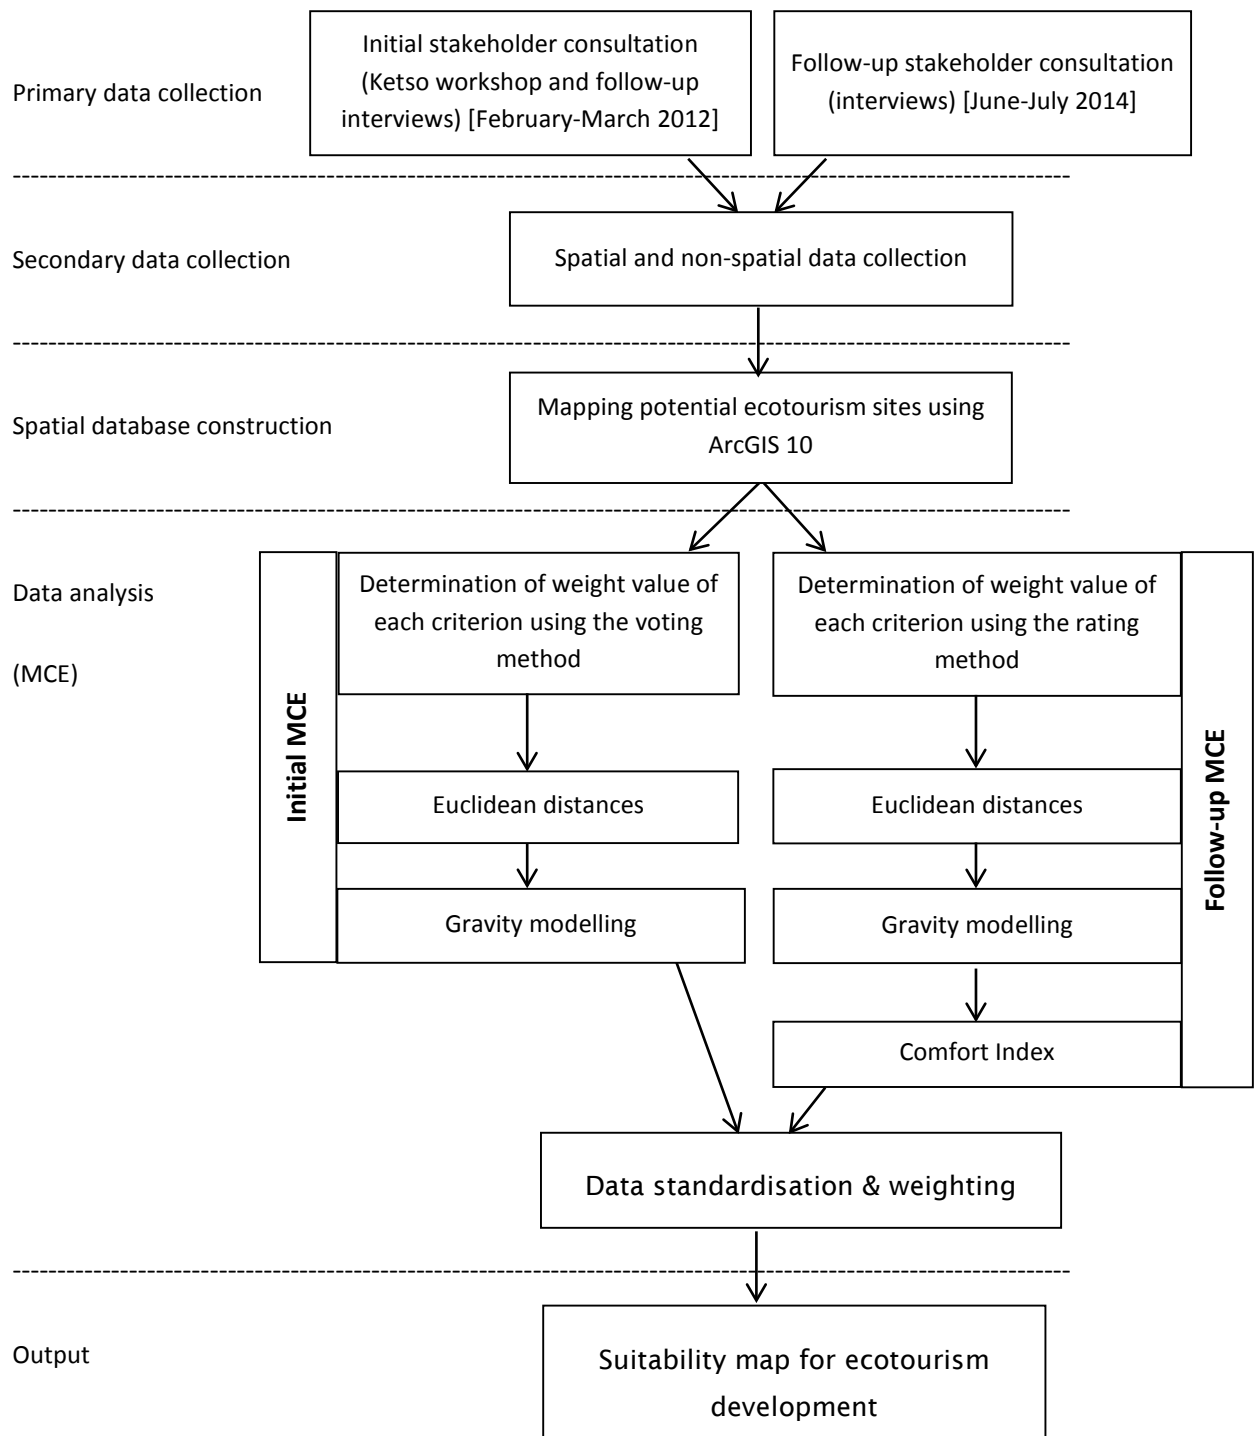 Primary data collection
Initial stakeholder consultation
(Ketso workshop and follow-up
interviews) [February-March 2012]
Follow-up stakeholder consultation
(interviews) [June-July 2014]
Secondary data collection
Spatial and non-spatial data collection
Spatial database construction
Mapping potential ecotourism sites using
ArcGIS 10
Data analysis
(MCE)
Initial MCE
Determination of weight value of
each criterion using the voting
method
Euclidean distances
Gravity modelling
Determination of weight value of
each criterion using the rating
method
Euclidean distances
Gravity modelling
Comfort Index
Follow-up MCE
Data standardisation & weighting
Output
Suitability map for ecotourism
development